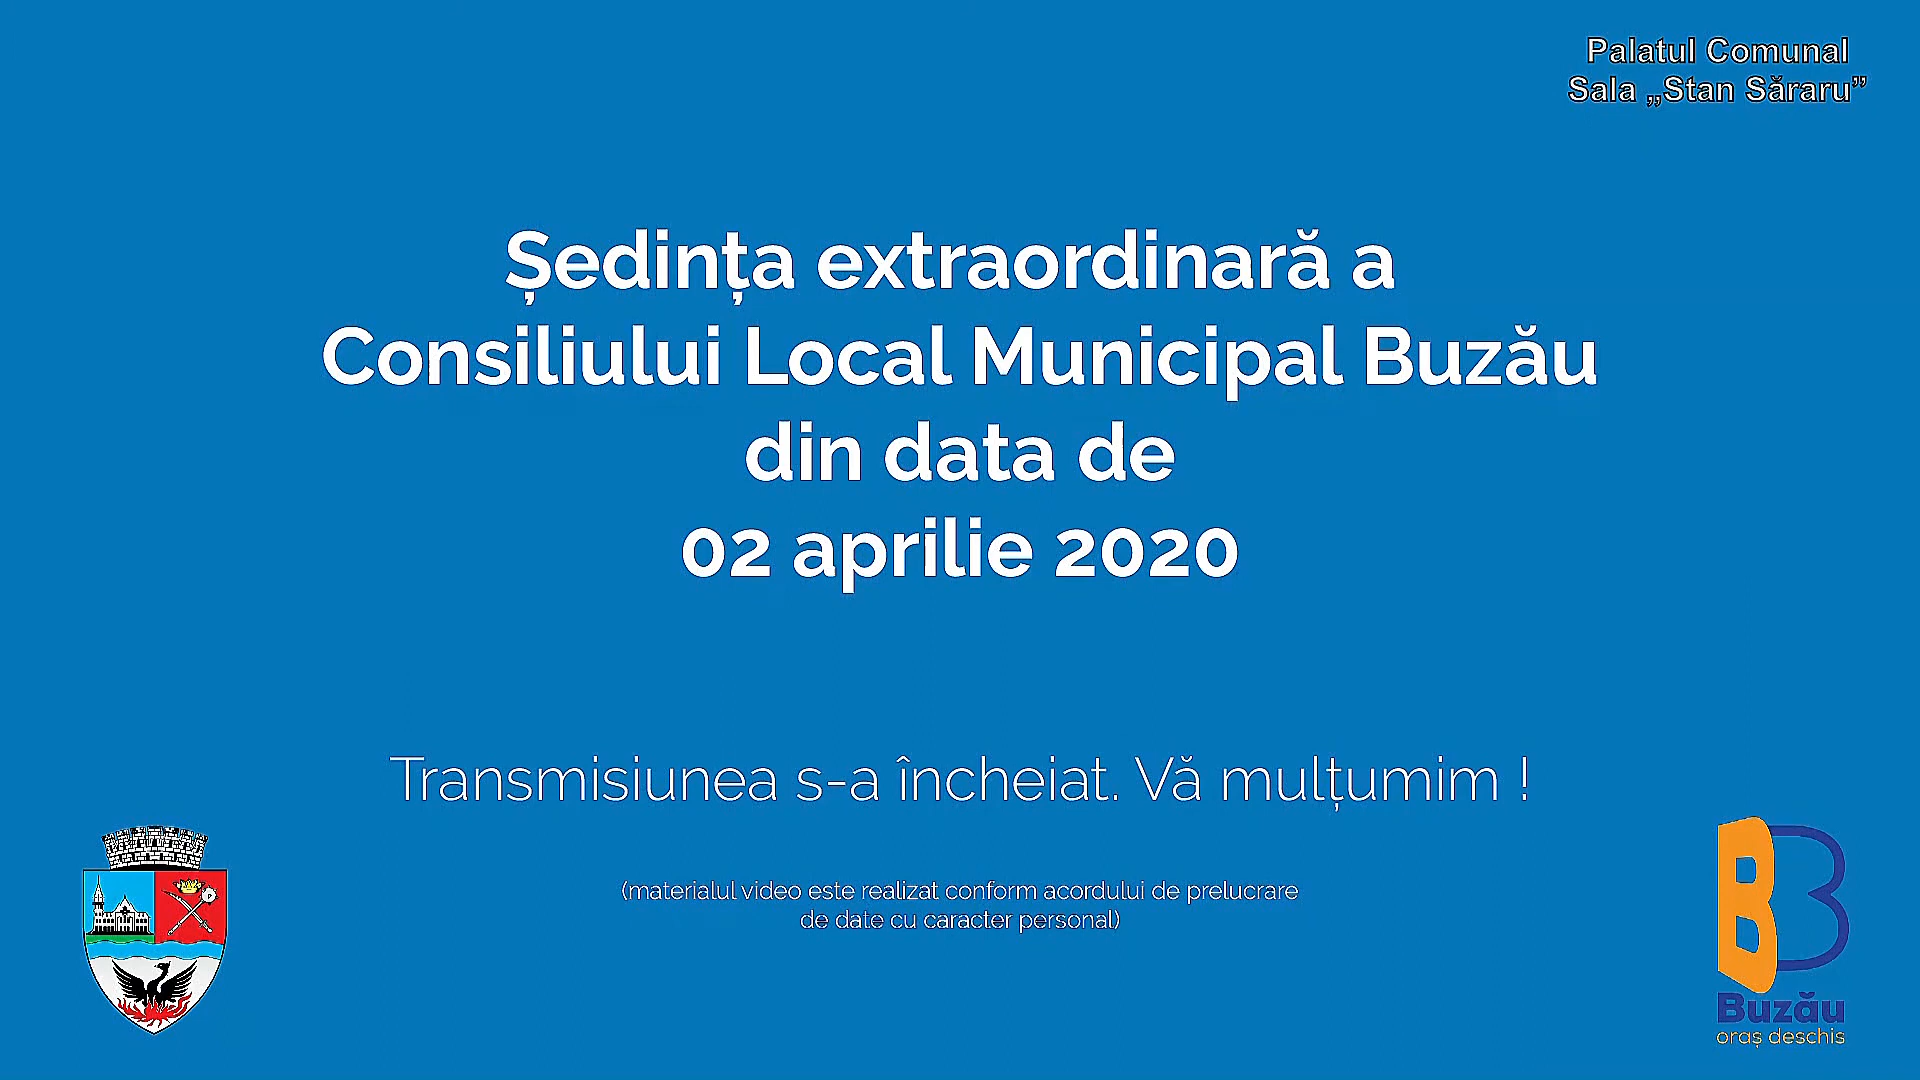 Palatul Comunal
Sala „Stan Săraru”
Ședința extraordinară a
Consiliului Local Municipal Buzău
din data de
02 aprilie 2020
Transmisiunea s-a încheiat. Vă mulțumim !
(materialul video este realizat conform acordului de prelucrare
de date cu caracter personal)
Buzău
oraș deschis